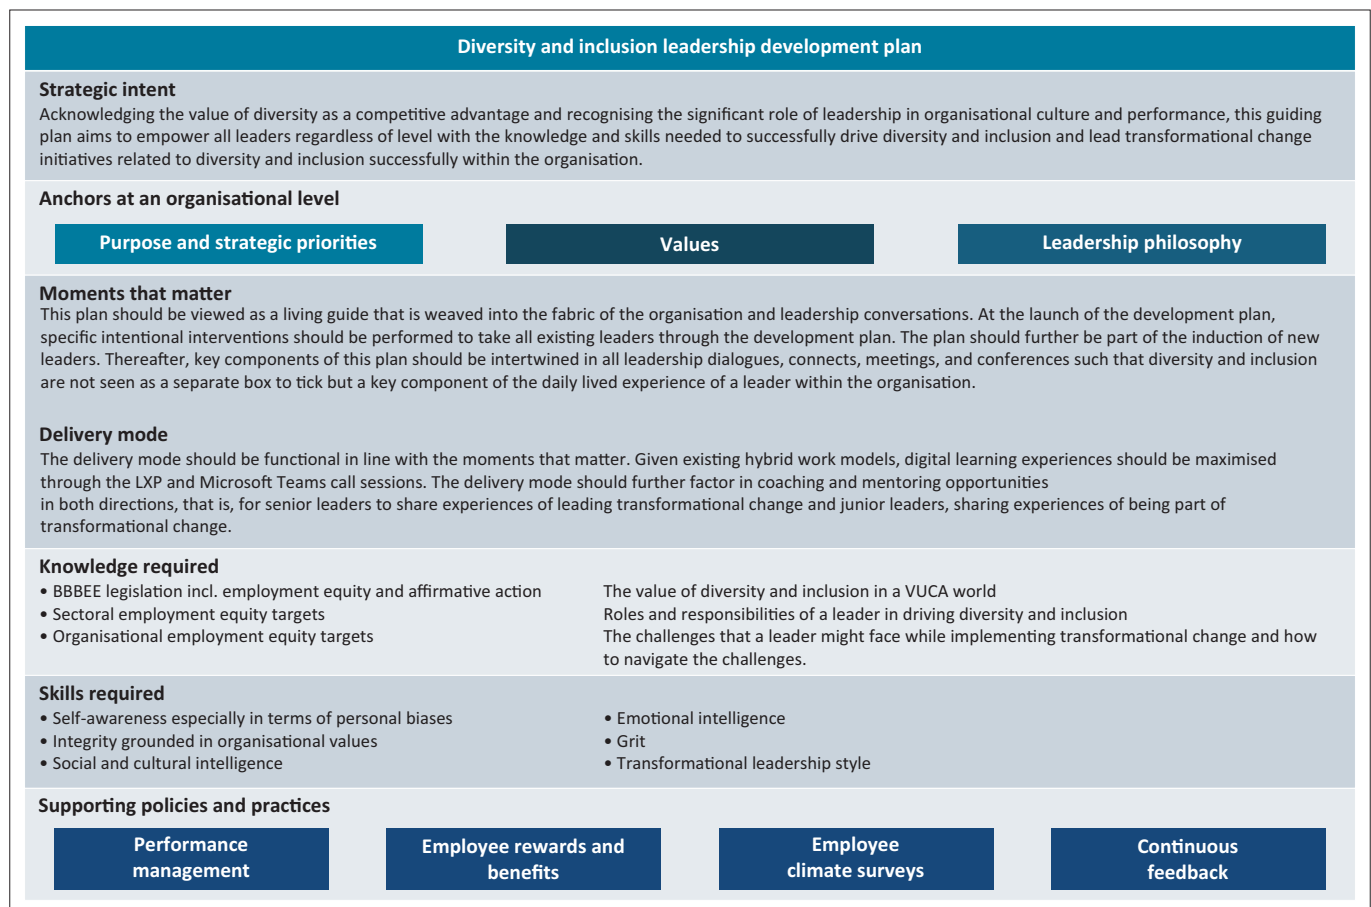 Diversity and inclusion leadership development plan
Strategic intent
Acknowledging the value of diversity as a competitive advantage and recognising the significant role of leadership in organisational culture and performance, this guiding
plan aims to empower all leaders regardless of level with the knowledge and skills needed to successfully drive diversity and inclusion and lead transformational change
initiatives related to diversity and inclusion successfully within the organisation.
Anchors at an organisational level
Purpose and strategic priorities
Values
Leadership philosophy
Moments that matter
This plan should be viewed as a living guide that is weaved into the fabric of the organisation and leadership conversations. At the launch of the development plan,
specific intentional interventions should be performed to take all existing leaders through the development plan. The plan should further be part of the induction of new
leaders. Thereafter, key components of this plan should be intertwined in all leadership dialogues, connects, meetings, and conferences such that diversity and inclusion
are not seen as a separate box to tick but a key component of the daily lived experience of a leader within the organisation.
Delivery mode
The delivery mode should be functional in line with the moments that matter. Given existing hybrid work models, digital learning experiences should be maximised
through the LXP and Microsoft Teams call sessions. The delivery mode should further factor in coaching and mentoring opportunities
in both directions, that is, for senior leaders to share experiences of leading transformational change and junior leaders, sharing experiences of being part of
transformational change.
Knowledge required
• BBBEE legislation incl. employment equity and affirmative action
• Sectoral employment equity targets
• Organisational employment equity targets
The value of diversity and inclusion in a VUCA world
Roles and responsibilities of a leader in driving diversity and inclusion
The challenges that a leader might face while implementing transformational change and how
to navigate the challenges.
Skills required
• Self-awareness especially in terms of personal biases
• Integrity grounded in organisational values
• Social and cultural intelligence
• Emotional intelligence
• Grit
• Transformational leadership style
Supporting policies and practices
Performance
management
Employee rewards and
benefits
Employee
climate surveys
Continuous
feedback